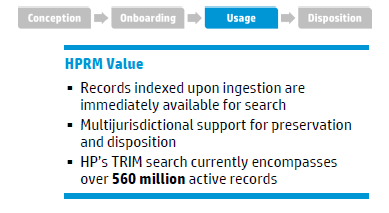 Conception Onboarding Usage Disposition
HPRM Value
▪ Records indexed upon ingestion are
immediately available for search
▪ Multijurisdictional support for preservation
and disposition
▪ HP's TRIM search currently encompasses
over 560 million active records